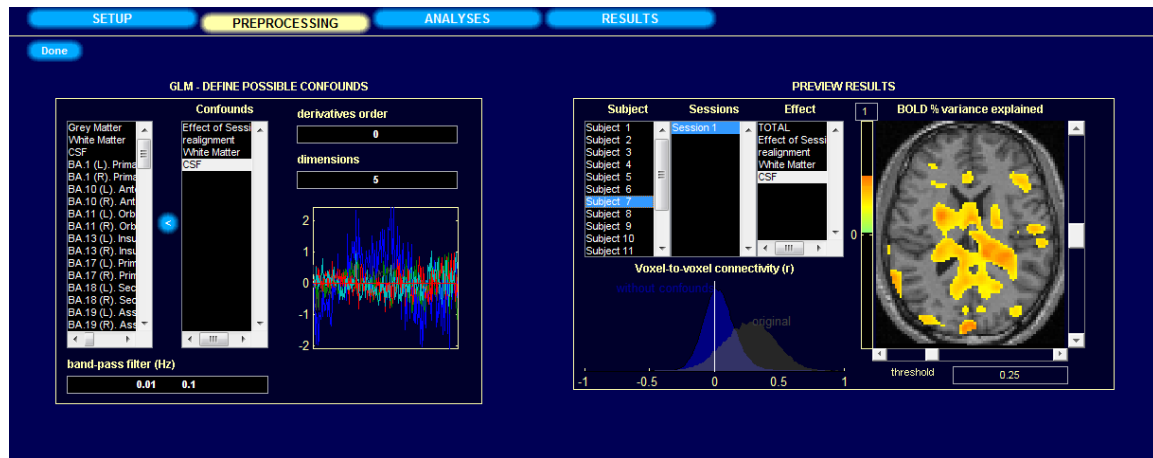 SETUP
PREPROCESSING
ANALYSES
RESULTS
Done
GLM - DEFINE POSSIBLE CONFOUNDS
Confounds
Grey Matter
White Matter
CSF
BA.1 (L). Prima
BA.1 (R). Prima
BA.10 (L). Ante
BA.10 (R). Ant
BA.11 (L). Orb
BA.11 (R). Orb
BA.13 (L). Insu
BA.13 (R). Insu
BA.17 (L). Prim
BA.17 (R). Prim
BA.18 (L). Sec
BA.18 (R). Sec
BA.19 (L). Ass
BA.19 (R). Ass
<
Effect of Sessi
realignment
White Matter
CSF
derivatives order
0
dimensions
5
2
1
0
-1
-2
band-pass filter (Hz)
0.01 0.1
PREVIEW RESULTS
Subject
Sessions
Effect
Subject 1
Subject 2
Subject 3
Subject 4
Subject 5
Subject 6
Subject 7
Subject 8
Subject 9
Subject 10
Subject 11
Session 1
TOTAL
Effect of Sessi
realignment
White Matter
CSF
1
0
BOLD % variance explained
Voxel-to-voxel connectivity (r)
without confounds
original
-1 -0.5 0 0.5 1
threshold
0.25